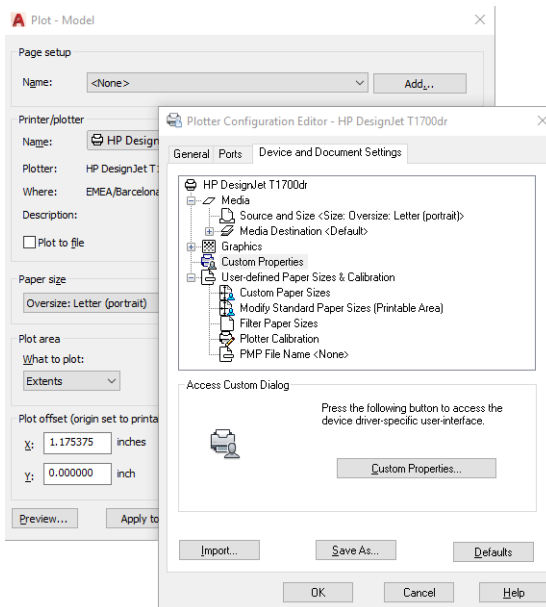 A Plot - Model
Page setup
Name: <None> Add...
Printer/plotter
Name: HP Design
Plotter: HP DesignJet T1
Where: EMEA/Barcelona
Description:
Plot to file
Paper size
Oversize: Letter (portrait)
Plot area
What to plot:
Extents
Plot offset (origin set to printa
X: 1.175375 inches
Y: 0.000000 inch
Preview... Apply to
Plotter Configuration Editor - HP DesignJet T1700dr
General Ports Device and Document Settings
HP DesignJet T1700dr
Media
Source and Size <Size: Oversize: Letter (portrait)>
Media Destination <Default>
Graphics
Custom Properties
User-defined Paper Sizes & Calibration
Custom Paper Sizes
Modify Standard Paper Sizes (Printable Area)
Filter Paper Sizes
Plotter Calibration
PMP File Name <None>
Access Custom Dialog
Press the following button to access the
device driver-specific user-interface.
Custom Properties...
Import... Save As... Defaults
OK Cancel Help